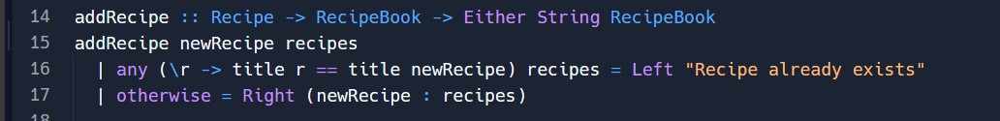 14 addRecipe :: Recipe -> RecipeBook -> Either String RecipeBook
15 addRecipe newRecipe recipes
16   | any (\r -> title r == title newRecipe) recipes = Left "Recipe already exists"
17   | otherwise = Right (newRecipe : recipes)
18